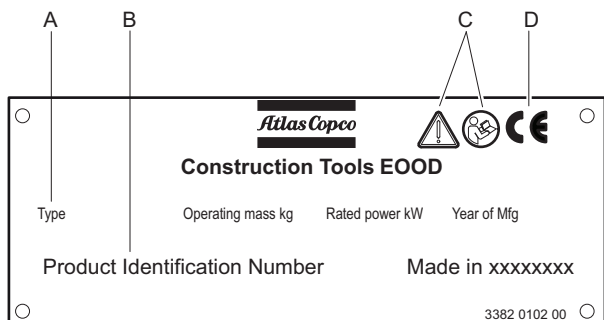 A B C D
Atlas Copco
Construction Tools EOOD
Type Operating mass kg Rated power kW Year of Mfg
Product Identification Number Made in xxxxxxxx
3382 0102 00